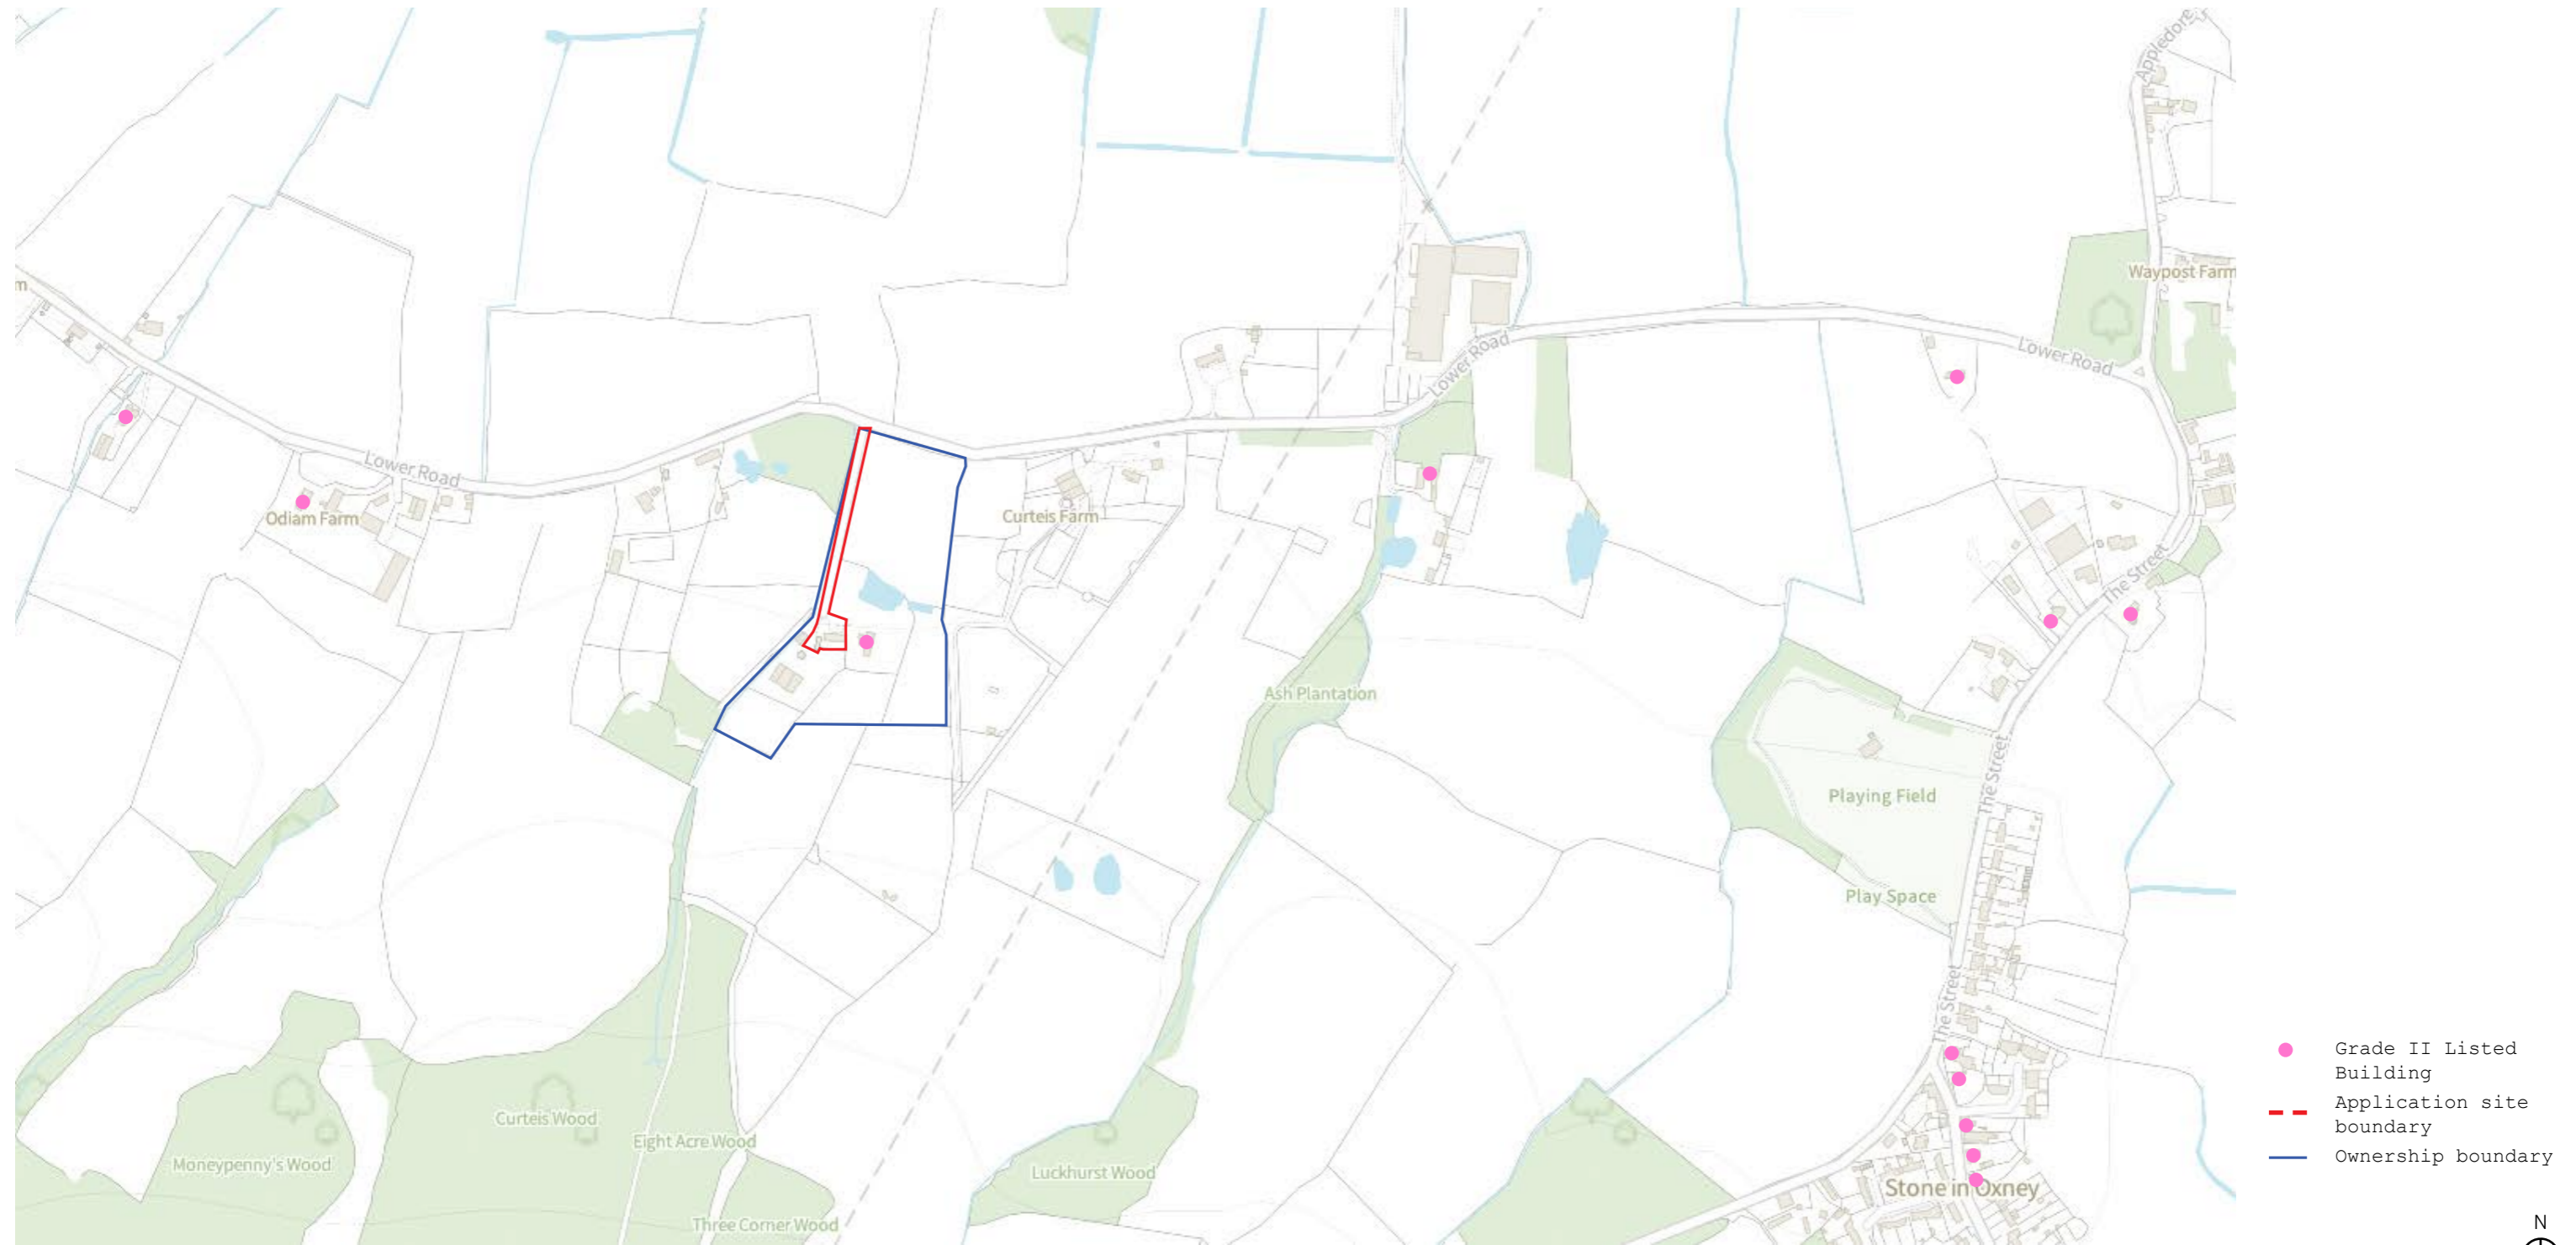 Appledore
Waypost Farm
m
Lower Road
Lower Road
Lower Road
Odiam Farm
Curteis Farm
The Street
Ash Plantation
The Street
Playing Field
Play Space
The Street
Curteis Wood
Eight Acre Wood
Moneypenny's Wood
Luckhurst Wood
Three Corner Wood
Stone in Oxney
Grade II Listed
Building
Application site
boundary
Ownership boundary
N